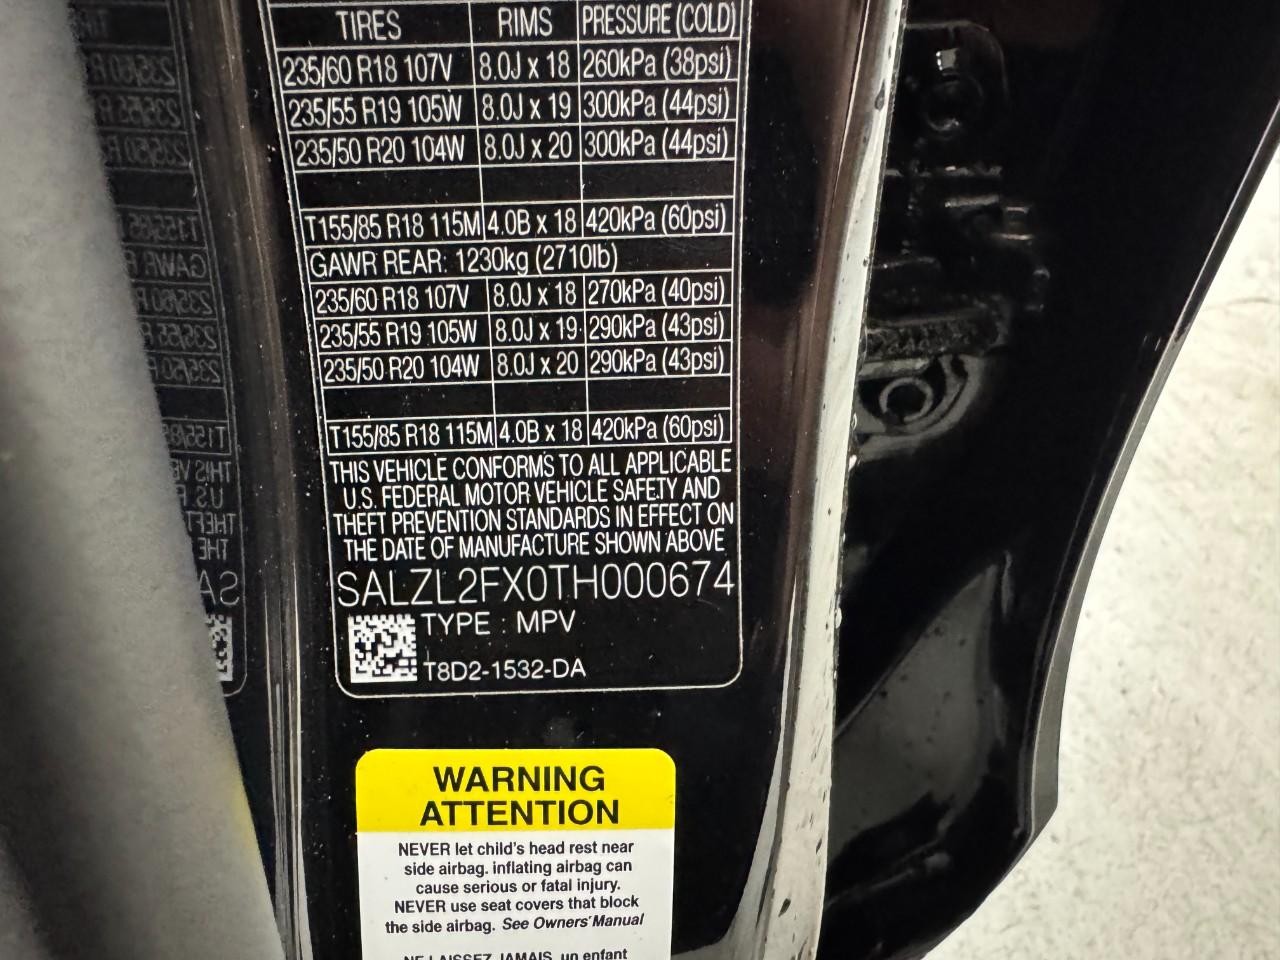 TIRES RIMS PRESSURE (COLD)
235/60 R18 107V 8.0J x 18 260kPa (38psi)
235/55 R19 105W 8.0J x 19 300kPa (44psi)
235/50 R20 104W 8.0J x 20 300kPa (44psi)
T155/85 R18 115M 4.0B x 18 420kPa (60psi)
GAWR REAR: 1230kg (2710lb)
235/60 R18 107V 8.0J x 18 270kPa (40psi)
235/55 R19 105W 8.0J x 19 290kPa (43psi)
235/50 R20 104W 8.0J x 20 290kPa (43psi)
T155/85 R18 115M 4.0B x 18 420kPa (60psi)
THIS VEHICLE CONFORMS TO ALL APPLICABLE
U.S. FEDERAL MOTOR VEHICLE SAFETY AND
THEFT PREVENTION STANDARDS IN EFFECT ON
THE DATE OF MANUFACTURE SHOWN ABOVE
SALZL2FX0TH000674
TYPE : MPV
T8D2-1532-DA
WARNING
ATTENTION
NEVER let child's head rest near
side airbag. inflating airbag can
cause serious or fatal injury.
NEVER use seat covers that block
the side airbag. See Owners' Manual
NE LAISSEZ JAMAIS, un enfant